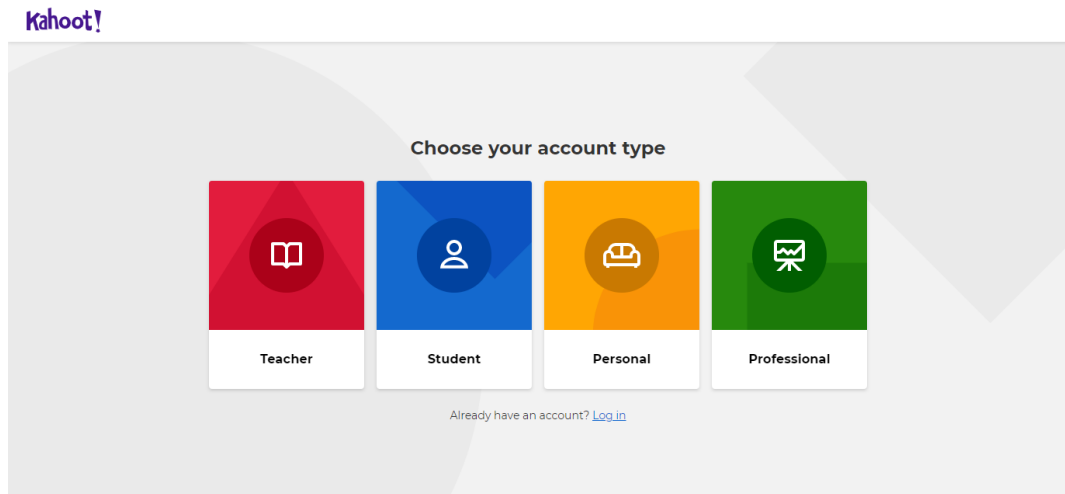 Kahoot!
Choose your account type
Teacher
Student
Personal
Professional
Already have an account? Log in